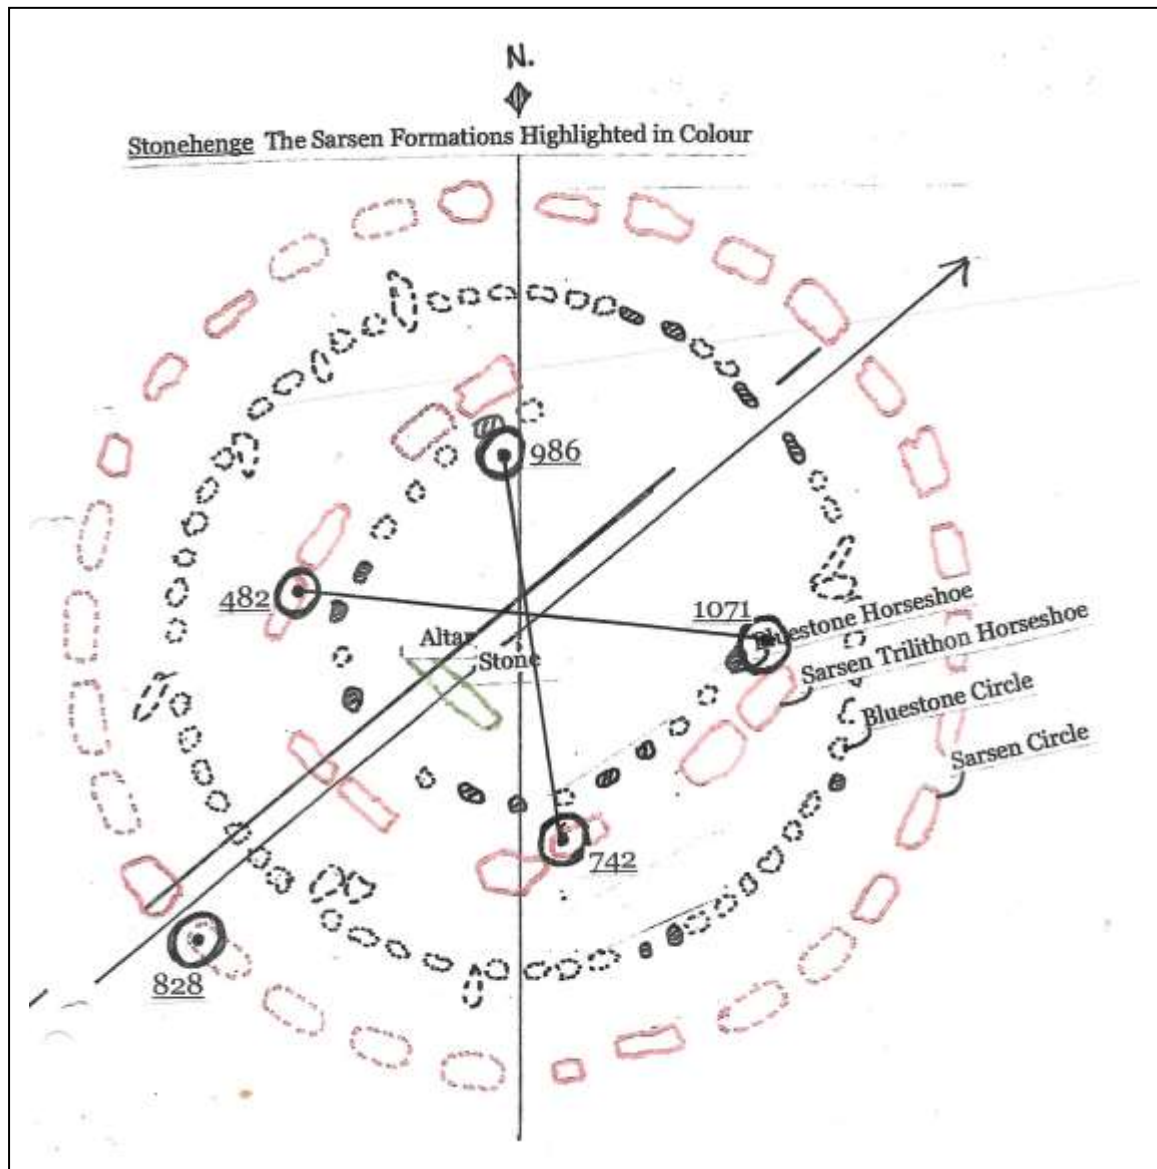 N.
Stonehenge The Sarsen Formations Highlighted in Colour
986
482
1071
Bluestone Horseshoe
Altar
Stone
Sarsen Trilithon Horseshoe
Bluestone Circle
Sarsen Circle
742
828